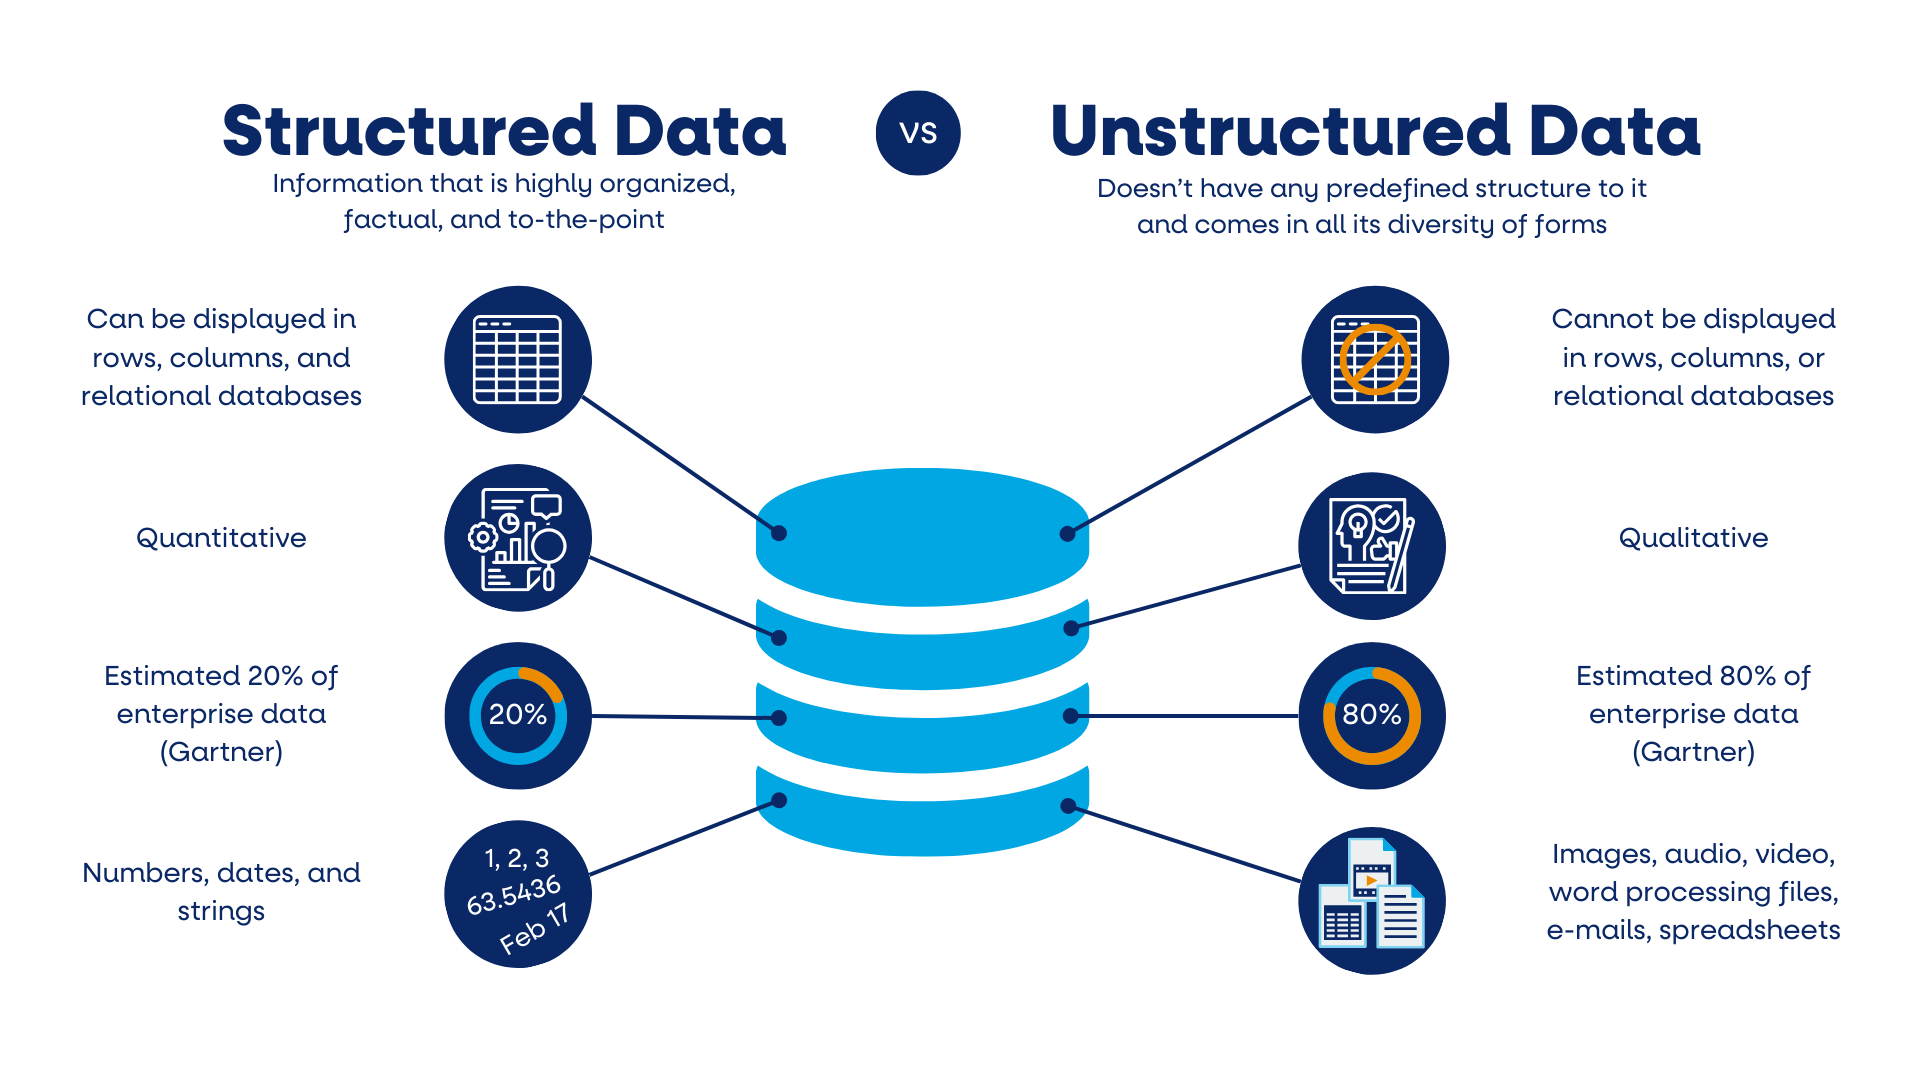 Structured Data
VS
Unstructured Data
Information that is highly organized,
factual, and to-the-point
Doesn’t have any predefined structure to it
and comes in all its diversity of forms
Can be displayed in
rows, columns, and
relational databases
Cannot be displayed
in rows, columns, or
relational databases
Quantitative
Qualitative
Estimated 20% of
enterprise data
(Gartner)
20%
80%
Estimated 80% of
enterprise data
(Gartner)
Numbers, dates, and
strings
1, 2, 3
63.5436
Feb 17
Images, audio, video,
word processing files,
e-mails, spreadsheets